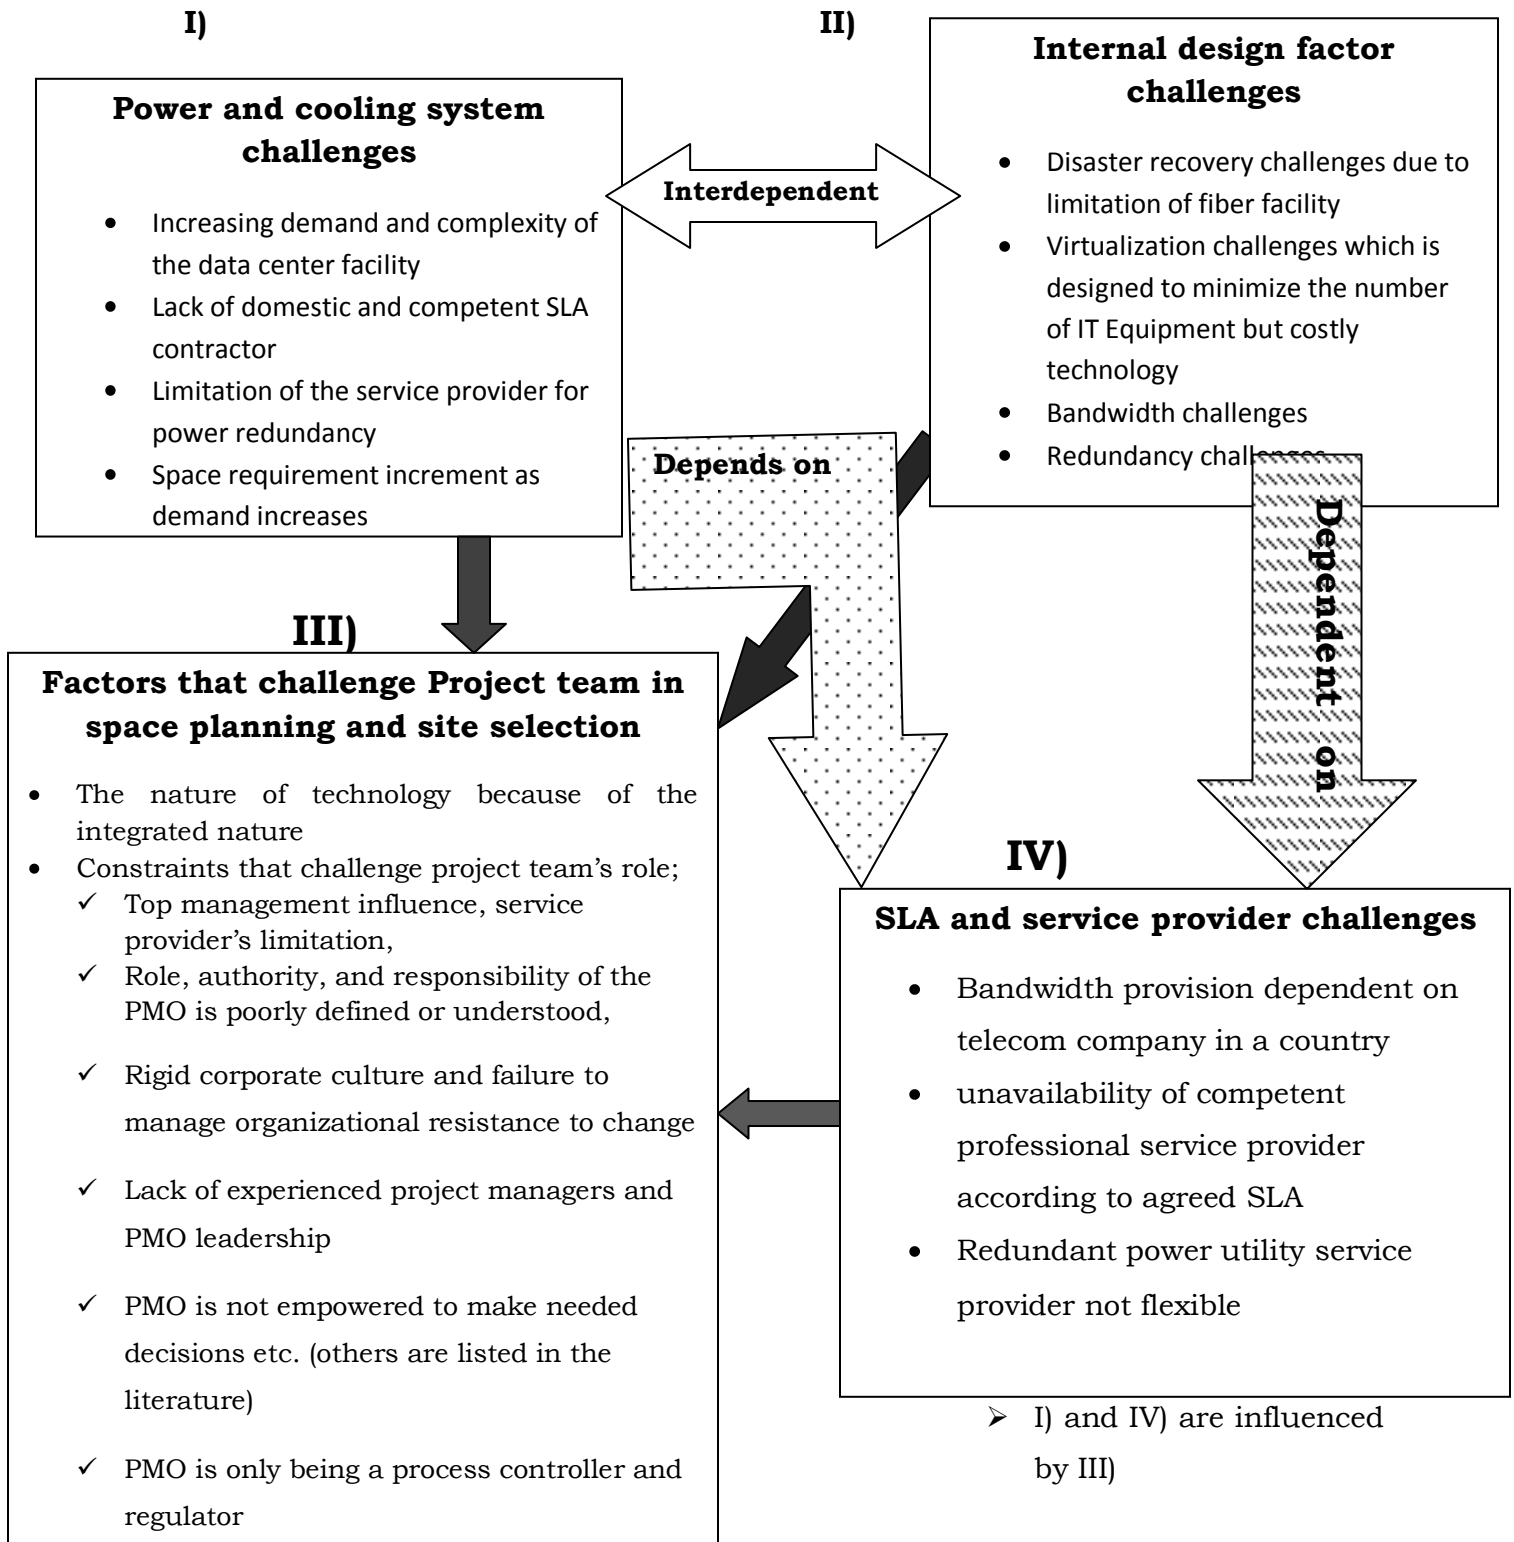 I)
Power and cooling system
challenges
• Increasing demand and complexity of
the data center facility
• Lack of domestic and competent SLA
contractor
• Limitation of the service provider for
power redundancy
• Space requirement increment as
demand increases
Interdependent
II)
Internal design factor
challenges
• Disaster recovery challenges due to
limitation of fiber facility
• Virtualization challenges which is
designed to minimize the number
of IT Equipment but costly
technology
• Bandwidth challenges
• Redundancy challenges
Depends on
Dependent on
III)
Factors that challenge Project team in
space planning and site selection
• The nature of technology because of the
integrated nature
• Constraints that challenge project team’s role;
✓ Top management influence, service
provider’s limitation,
✓ Role, authority, and responsibility of the
PMO is poorly defined or understood,
✓ Rigid corporate culture and failure to
manage organizational resistance to change
✓ Lack of experienced project managers and
PMO leadership
✓ PMO is not empowered to make needed
decisions etc. (others are listed in the
literature)
✓ PMO is only being a process controller and
regulator
IV)
SLA and service provider challenges
• Bandwidth provision dependent on
telecom company in a country
• unavailability of competent
professional service provider
according to agreed SLA
• Redundant power utility service
provider not flexible
➢ I) and IV) are influenced
by III)